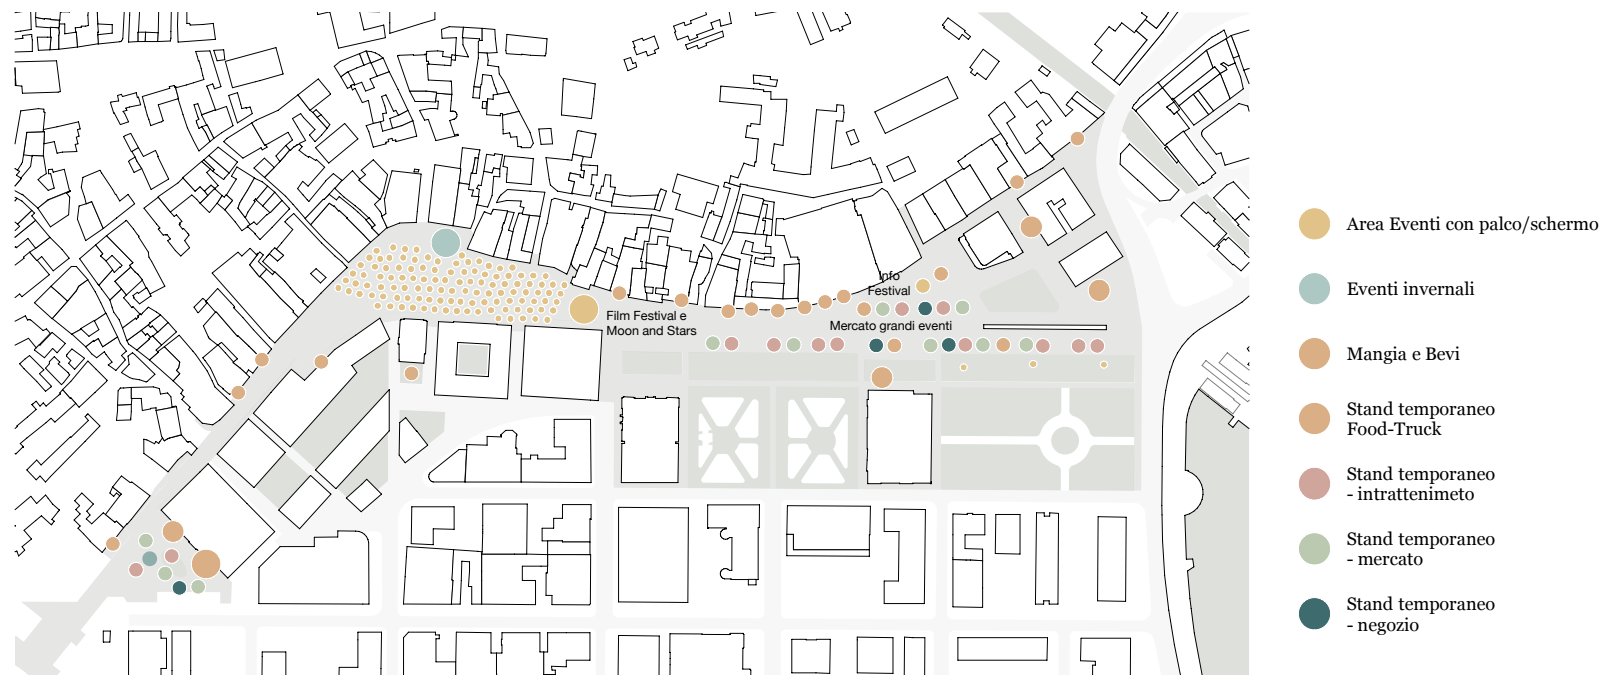 Info
Festival
Film Festival e
Moon and Stars
Mercato grandi eventi
Area Eventi con palco/schermo
Eventi invernali
Mangia e Bevi
Stand temporaneo
Food-Truck
Stand temporaneo
- intrattenimeto
Stand temporaneo
- mercato
Stand temporaneo
- negozio